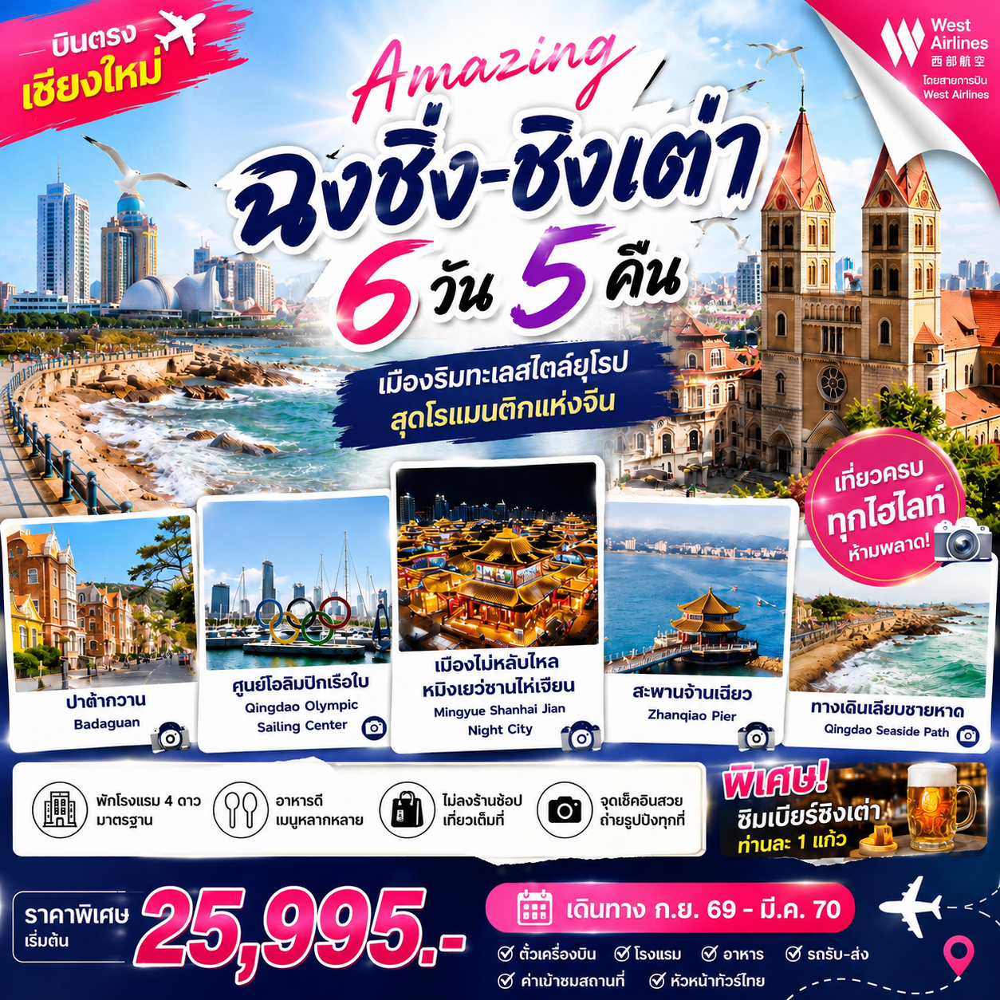 บินตรง
เชียงใหม่
West
Airlines
西部航空
โดยสายการบิน
West Airlines
Amazing
ฉงชิ่ง-ชิงเต่า
6 วัน 5 คืน
เมืองริมทะเลสไตล์ยุโรป
สุดโรแมนติกแห่งจีน
เที่ยวครบ
ทุกไฮไลท์
ห้ามพลาด!
ปาต้ากวาน
Badaguan
ศูนย์โอลิมปิกเรือใบ
Qingdao Olympic
Sailing Center
เมืองไม่หลับไหล
หมิงเยว่ซานไห่เจียน
Mingyue Shanhai Jian
Night City
สะพานจ้านเฉียว
Zhanqiao Pier
ทางเดินเลียบชายหาด
Qingdao Seaside Path
พักโรงแรม 4 ดาว
มาตรฐาน
อาหารดี
เมนูหลากหลาย
ไม่ลงร้านช้อป
เที่ยวเต็มที่
จุดเช็คอินสวย
ถ่ายรูปปังทุกที่
พิเศษ!
ชิมเบียร์ชิงเต่า
ท่านละ 1 แก้ว
ราคาพิเศษ
เริ่มต้น
25,995.-
เดินทาง ก.ย. 69 - มี.ค. 70
ตั๋วเครื่องบิน
โรงแรม
อาหาร
รถรับ-ส่ง
ค่าเข้าชมสถานที่
หัวหน้าทัวร์ไทย